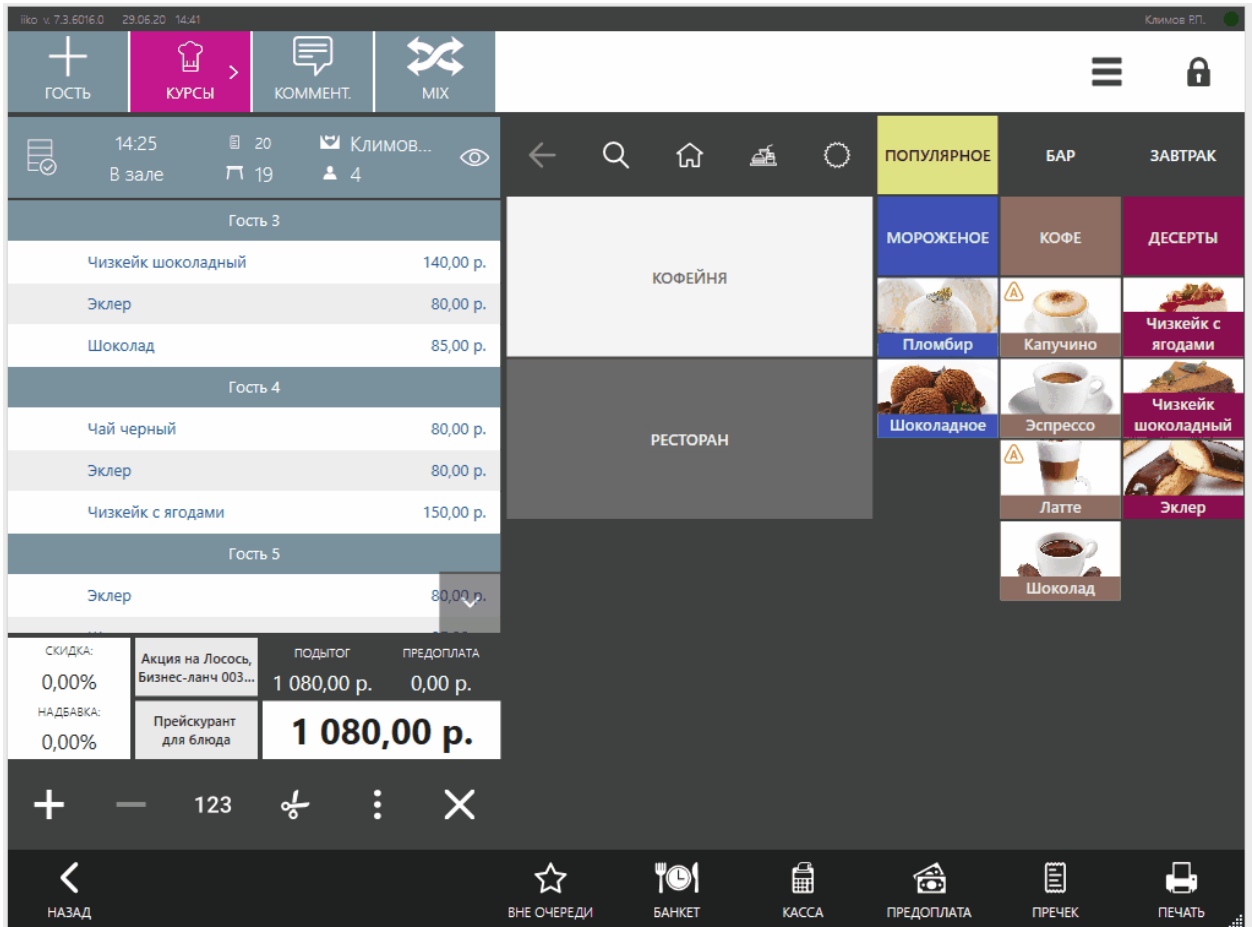 iiko v. 7.3.6016.0 29.06.20 14:41 Климов Р.П.
ГОСТЬ КУРСЫ КОММЕНТ. MIX
14:25 20 Климов...
В зале 19 4
ПОПУЛЯРНОЕ БАР ЗАВТРАК
Гость 3
Чизкейк шоколадный 140,00 р.
Эклер 80,00 р.
Шоколад 85,00 р.
Гость 4
Чай черный 80,00 р.
Эклер 80,00 р.
Чизкейк с ягодами 150,00 р.
Гость 5
Эклер 80,00 р.
КОФЕЙНЯ
РЕСТОРАН
МОРОЖЕНОЕ КОФЕ ДЕСЕРТЫ
Пломбир
Капучино
Чизкейк с
ягодами
Шоколадное
Эспрессо
Чизкейк
шоколадный
A
A
Латте
Эклер
Шоколад
СКИДКА:
0,00%
НАДБАВКА:
0,00%
Акция на Лосось,
Бизнес-ланч 003...
Прейскурант
для блюда
ПОДЫТОГ ПРЕДОПЛАТА
1 080,00 р. 0,00 р.
1 080,00 р.
123
НАЗАД ВНЕ ОЧЕРЕДИ БАНКЕТ КАССА ПРЕДОПЛАТА ПРЕЧЕК ПЕЧАТЬ